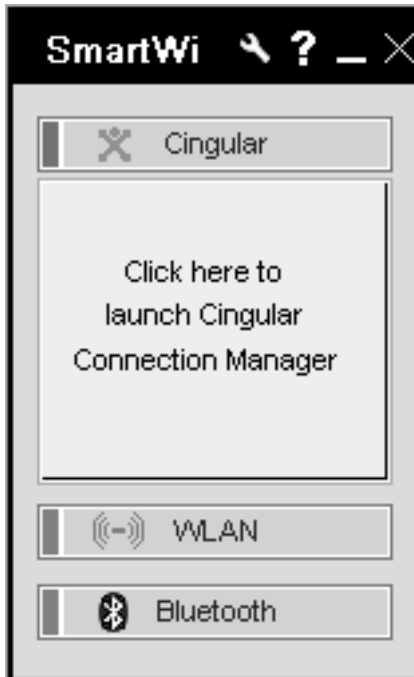 SmartWi ?
Cingular
Click here to
launch Cingular
Connection Manager
WLAN
Bluetooth